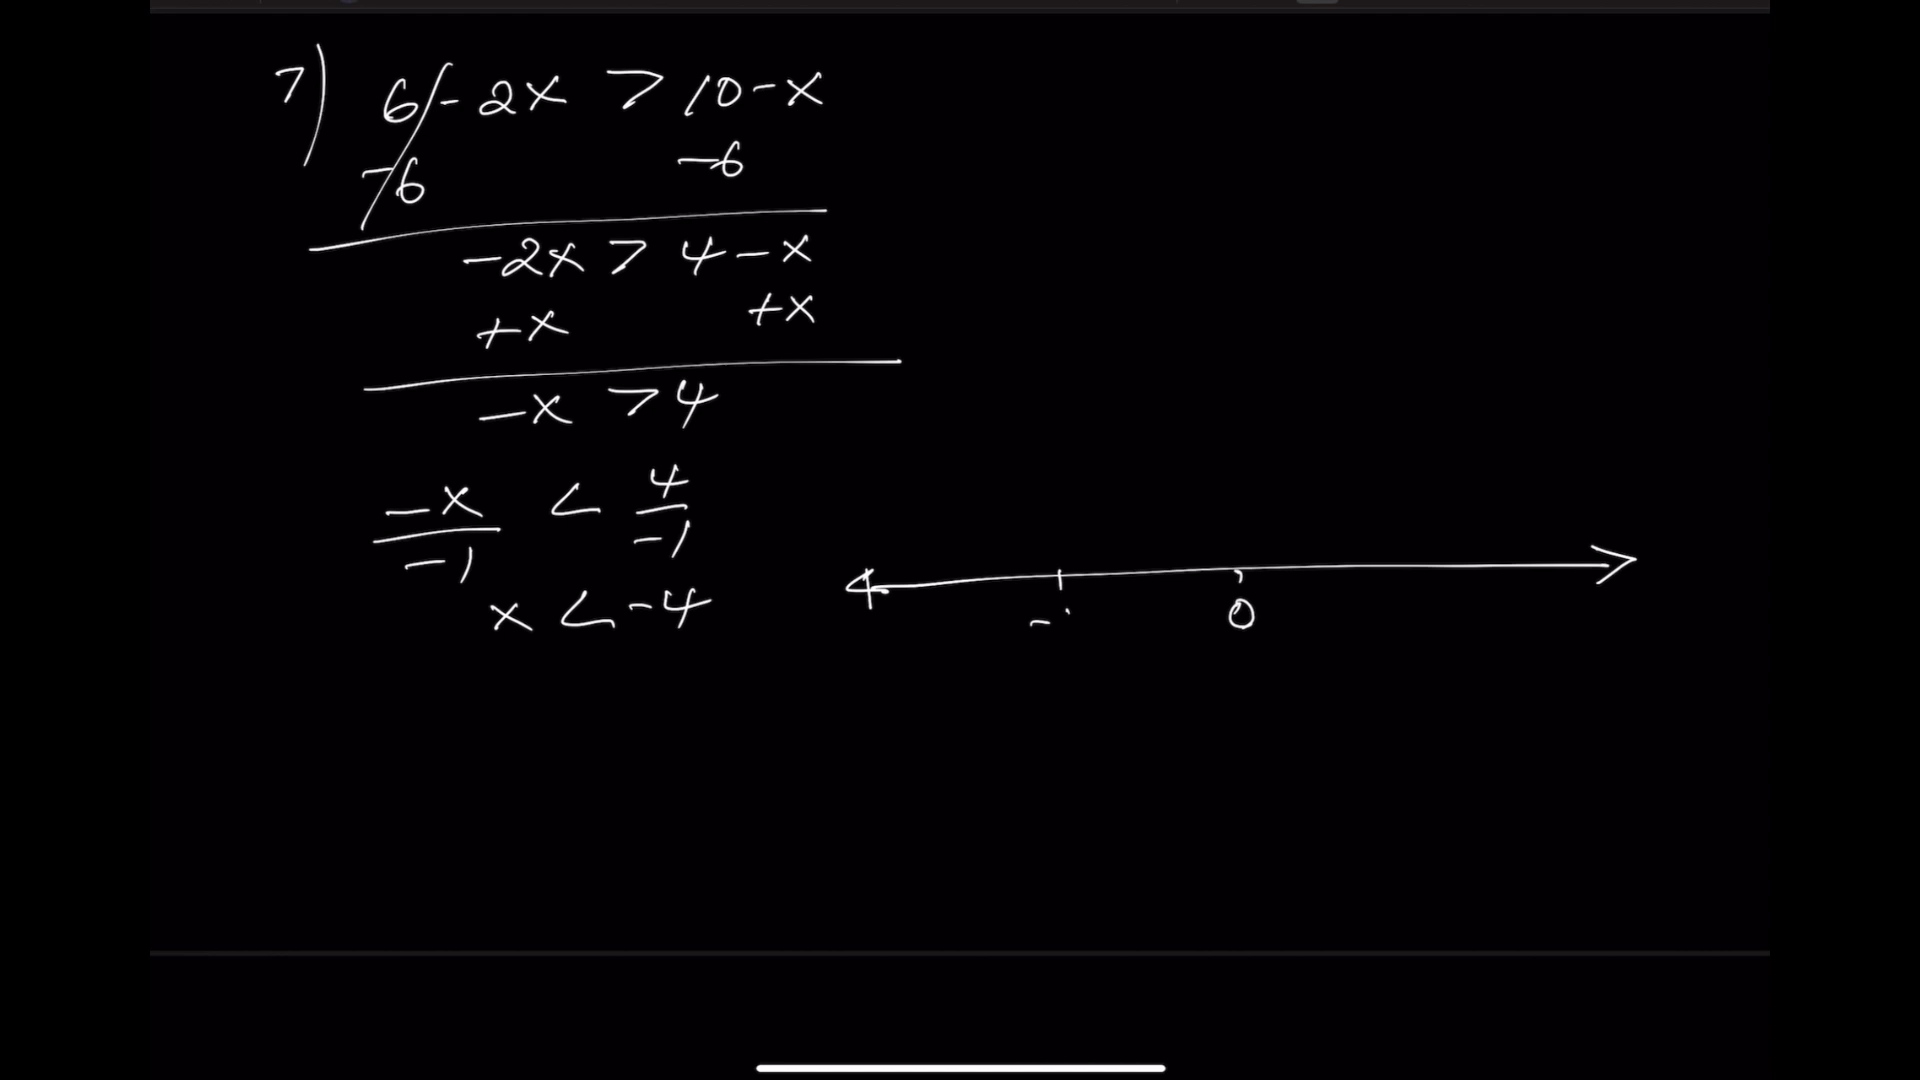 7) 6 - 2x > 10 - x
-6 -6
-2x > 4 - x
+x +x
-x > 4
-x/-1 < 4/-1
x < -4
- 0